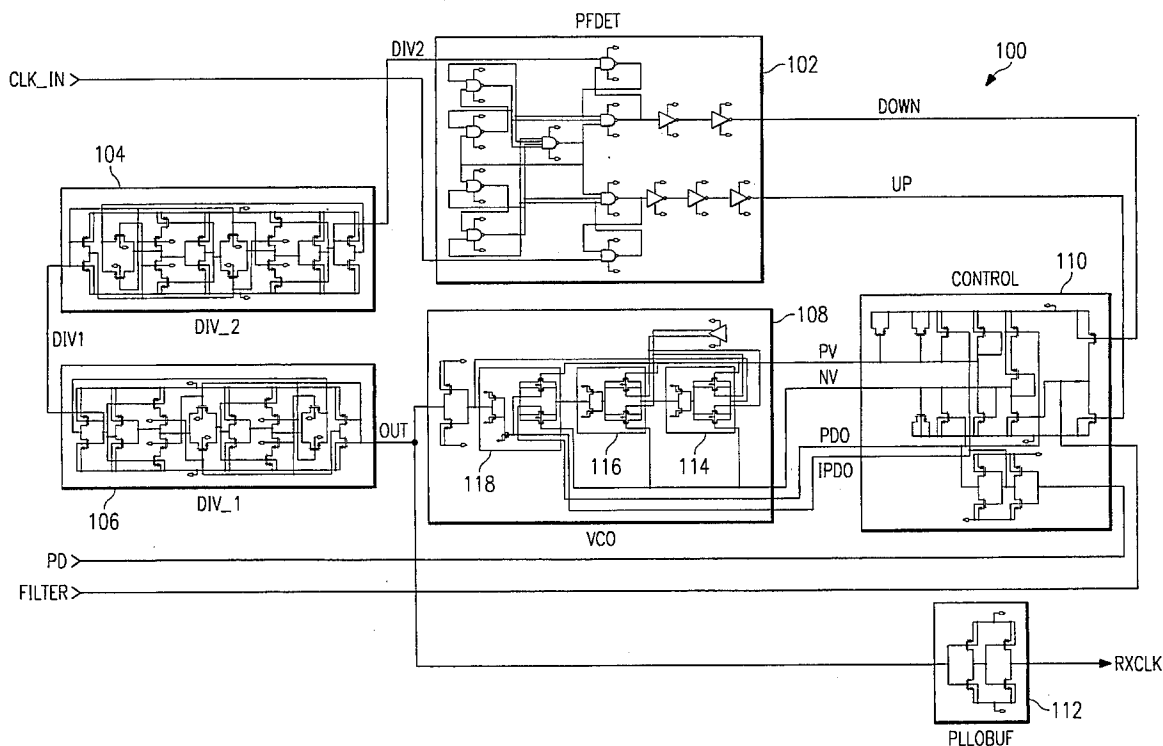 PFDET
DIV2
CLK_IN
102
100
DOWN
104
UP
CONTROL
110
DIV_2
DIV1
108
PV
NV
OUT
PDO
IPDO
118
116
114
106
DIV_1
VCO
PD
FILTER
RXCLK
112
PLLOBUF